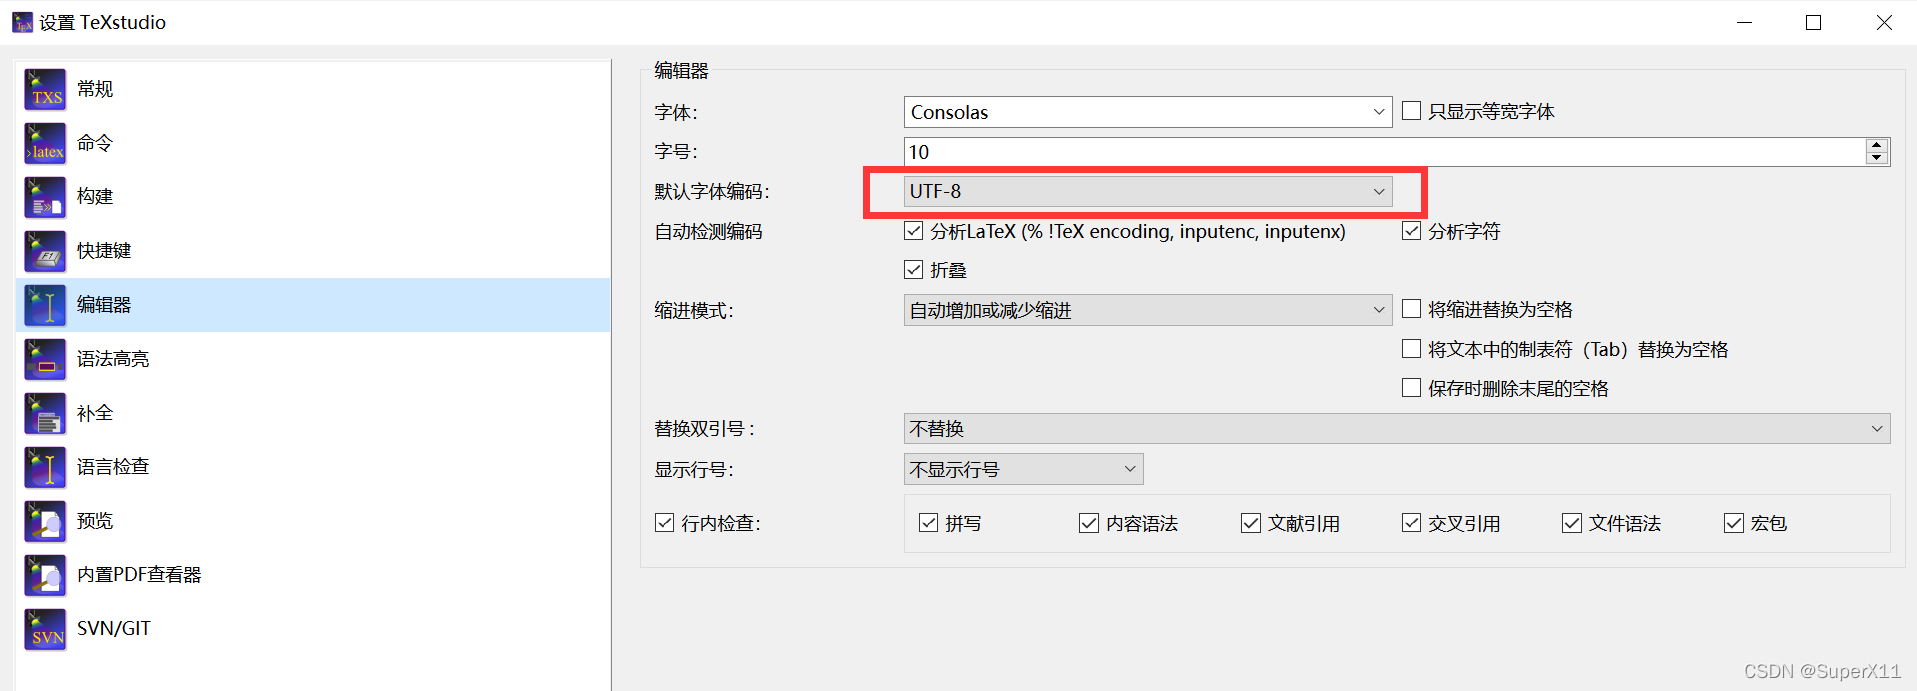 设置 TeXstudio
TXS 常规
>latex 命令
构建
F1 快捷键
编辑器
语法高亮
补全
语言检查
预览
内置PDF查看器
SVN SVN/GIT
编辑器
字体: Consolas 只显示等宽字体
字号: 10
默认字体编码: UTF-8
自动检测编码 分析LaTeX (% !TeX encoding, inputenc, inputenx) 分析字符
折叠
缩进模式: 自动增加或减少缩进 将缩进替换为空格
将文本中的制表符（Tab）替换为空格
保存时删除末尾的空格
替换双引号 : 不替换
显示行号: 不显示行号
行内检查: 拼写 内容语法 文献引用 交叉引用 文件语法 宏包
CSDN @SuperX11